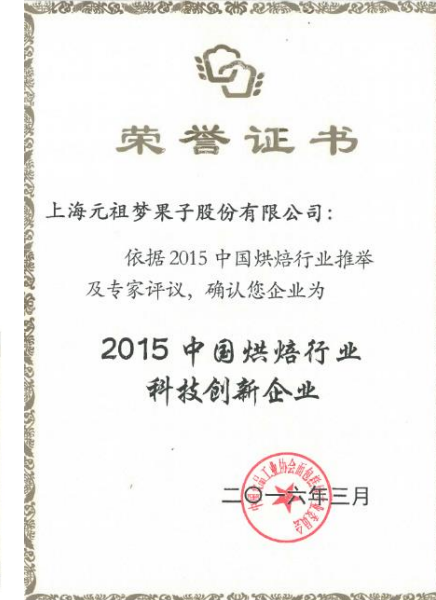 荣誉证书
上海元祖梦果子股份有限公司：
依据2015中国烘焙行业推举
及专家评议，确认您企业为
2015中国烘焙行业
科技创新企业
二〇一六年三月